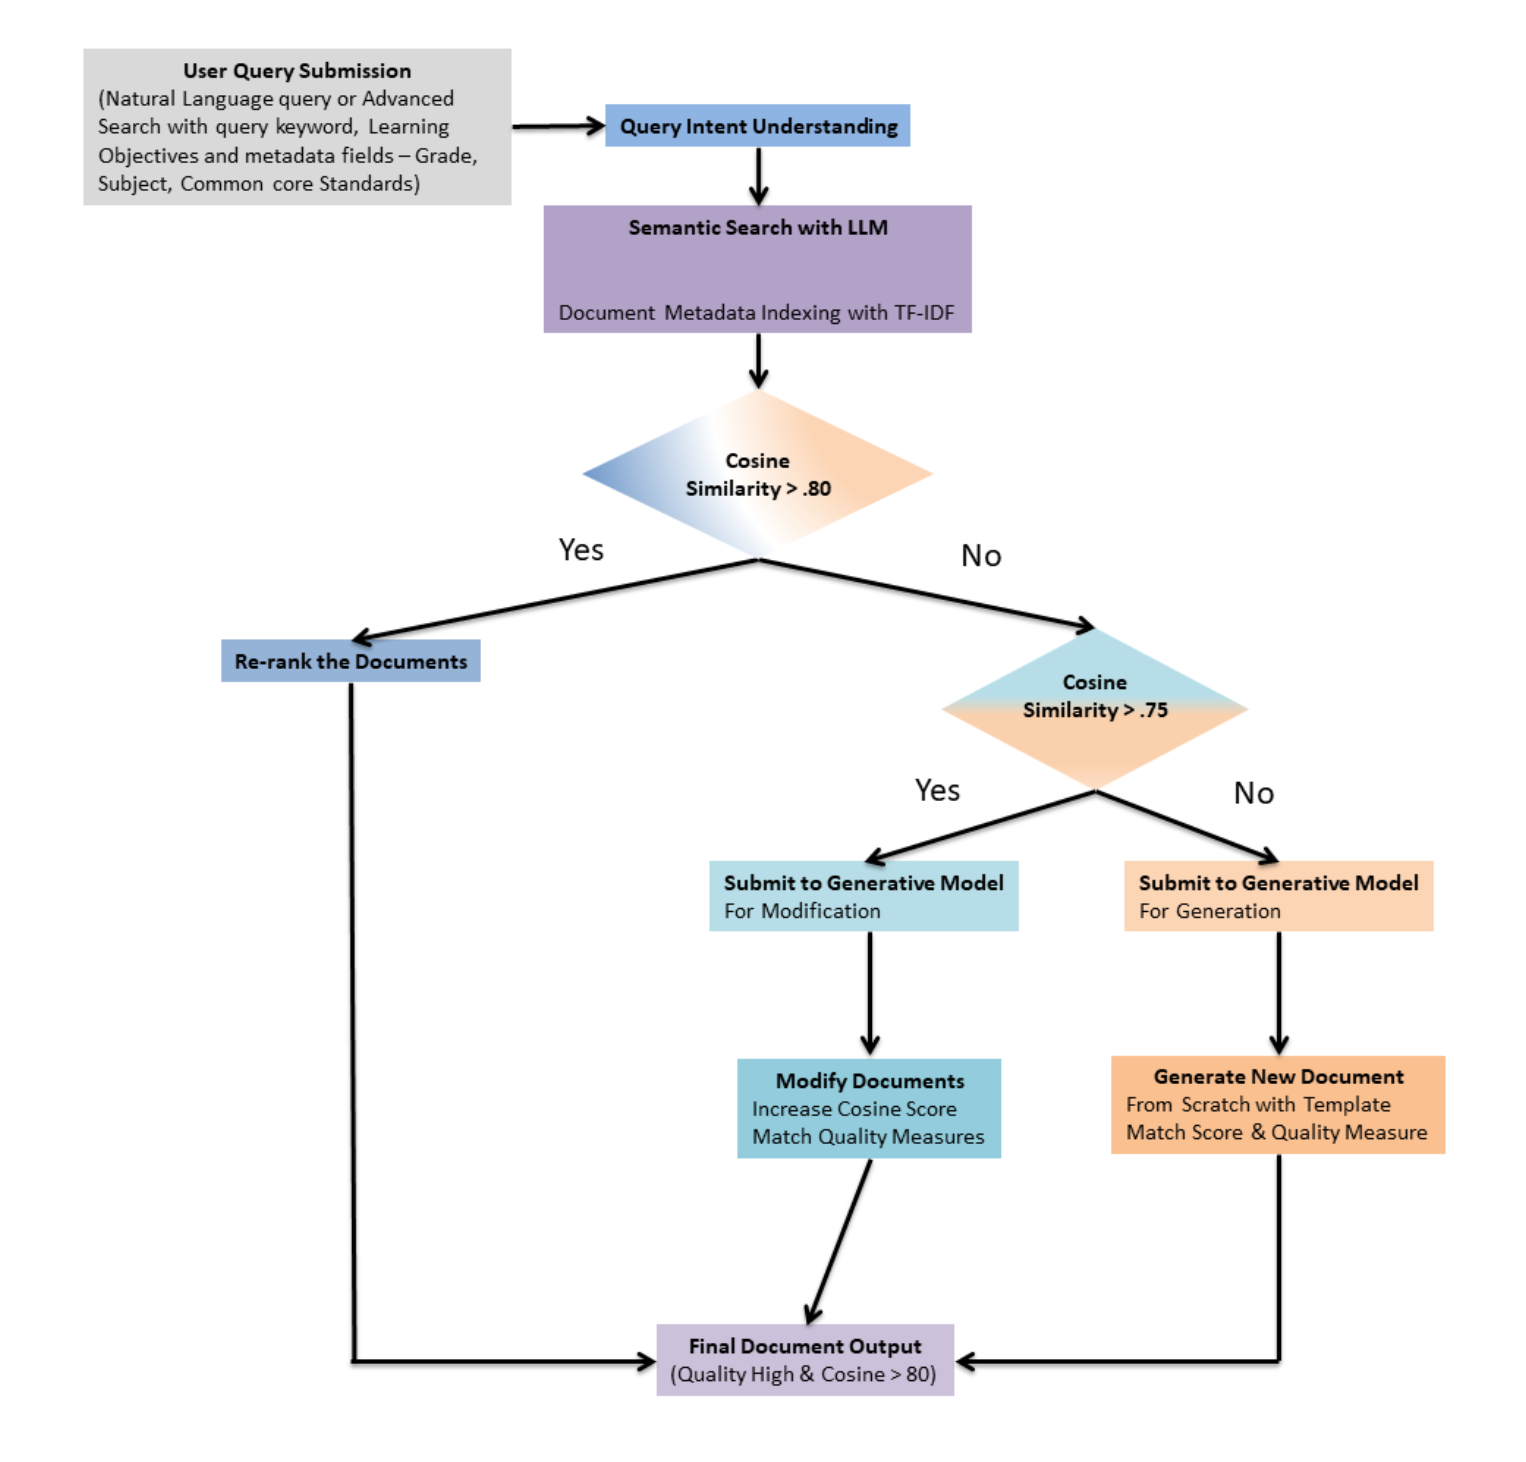 User Query Submission
(Natural Language query or Advanced
Search with query keyword, Learning
Objectives and metadata fields – Grade,
Subject, Common core Standards)
Query Intent Understanding
Semantic Search with LLM
Document Metadata Indexing with TF-IDF
Cosine
Similarity > .80
Yes
No
Re-rank the Documents
Cosine
Similarity > .75
Yes
No
Submit to Generative Model
For Modification
Submit to Generative Model
For Generation
Modify Documents
Increase Cosine Score
Match Quality Measures
Generate New Document
From Scratch with Template
Match Score & Quality Measure
Final Document Output
(Quality High & Cosine > 80)